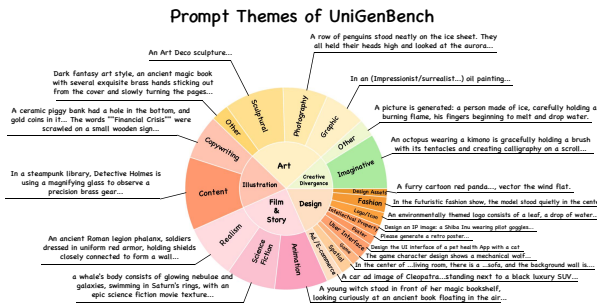 Prompt Themes of UniGenBench
A row of penguins stood neatly on the ice sheet. They
all held their heads high and looked at the aurora...
An Art Deco sculpture...
Dark fantasy art style, an ancient magic book
with several exquisite brass hands sticking out
from the cover and slowly turning the pages...
In an (Impressionist/surrealist...) oil painting...
A ceramic piggy bank had a hole in the bottom, and
gold coins in it... The words ""Financial Crisis"" were
scrawled on a small wooden sign...
A picture is generated: a person made of ice, carefully holding a
burning flame, his fingers beginning to melt and drop water.
An octopus wearing a kimono is gracefully holding a brush
with its tentacles and creating calligraphy on a scroll...
In a steampunk library, Detective Holmes is
using a magnifying glass to observe a
precision brass gear...
A furry cartoon red panda..., vector the wind flat.
In the futuristic fashion show, the model stood quietly in the cent
An environmentally themed logo consists of a leaf, a drop of water...
Design an IP image: a Shiba Inu wearing pilot goggles...
Please generate a retro poster...
Design the UI interface of a pet health App with a cat
The game character design shows a mechanical wolf...
In the center of ...living room, there is a ...sofa, and the background wall is...
A car ad image of Cleopatra...standing next to a black luxury SUV...
A young witch stood in front of her magic bookshelf,
looking curiously at an ancient book floating in the air...
An ancient Roman legion phalanx, soldiers
dressed in uniform red armor, holding shields
closely connected to form a wall...
a whale's body consists of glowing nebulae and
galaxies, swimming in Saturn's rings, with an
epic science fiction movie texture...
Sculptural
Photography
Graphic
Other
Imaginative
Design Assets
Fashion
Logo/Icon
Intellectual Property
Poster
User Interface
Game
Spatial
Ad/E-commerce
Animation
Science
Fiction
Realism
Content
Copywriting
Other
Art
Creative
Divergence
Illustration
Design
Film
&
Story